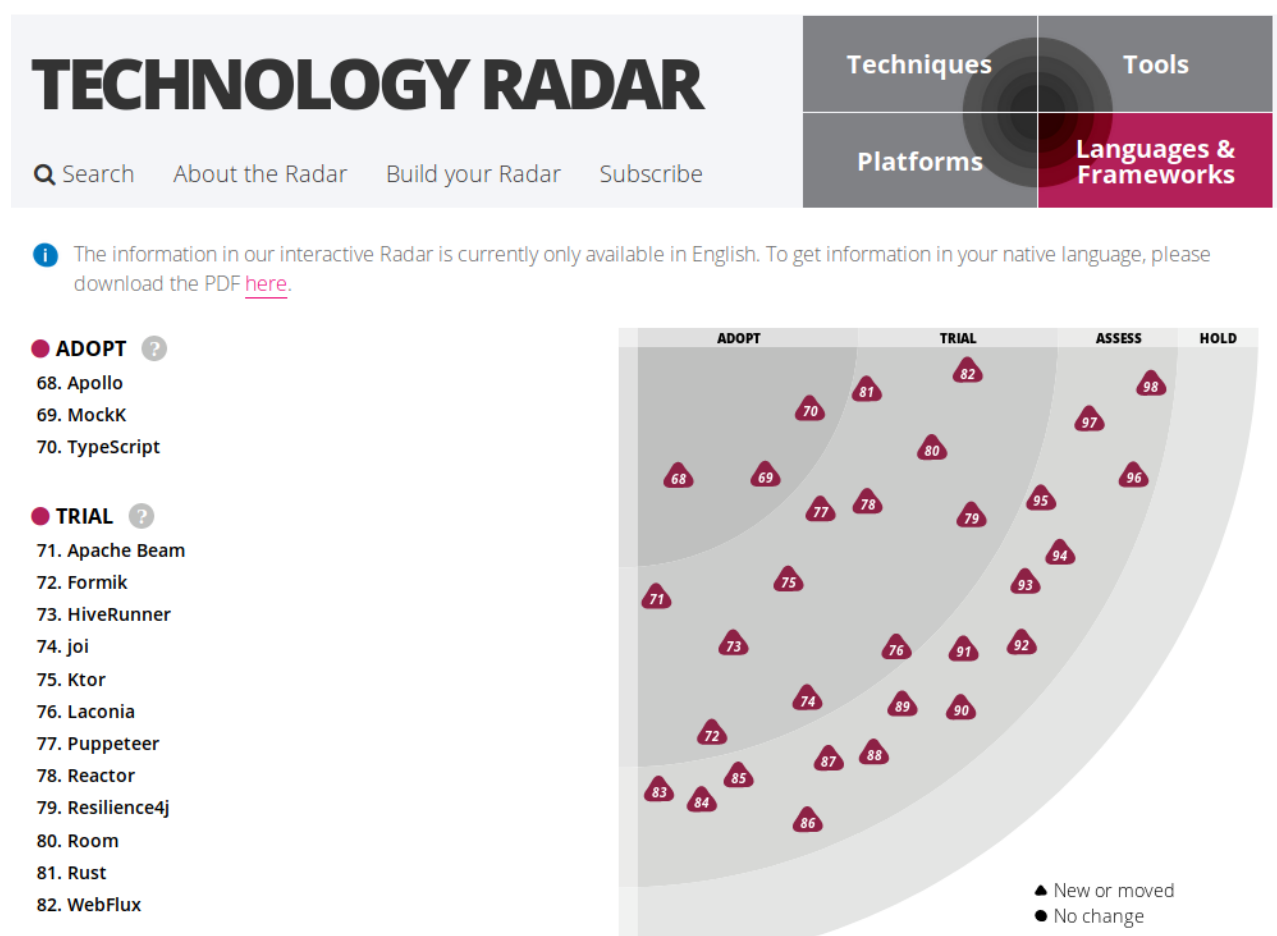 TECHNOLOGY RADAR
Search About the Radar Build your Radar Subscribe
Techniques
Tools
Platforms
Languages &
Frameworks
The information in our interactive Radar is currently only available in English. To get information in your native language, please
download the PDF here.
ADOPT ?
68. Apollo
69. MockK
70. TypeScript
TRIAL ?
71. Apache Beam
72. Formik
73. HiveRunner
74. joi
75. Ktor
76. Laconia
77. Puppeteer
78. Reactor
79. Resilience4j
80. Room
81. Rust
82. WebFlux
ADOPT TRIAL ASSESS HOLD
82
98
81
70
97
80
68
69
96
95
78
77
79
94
75
93
71
73
76
91
92
74
89
90
72
88
87
85
83
84
86
New or moved
No change